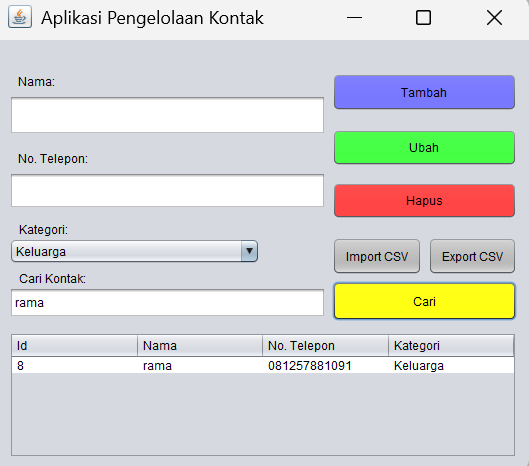 Aplikasi Pengelolaan Kontak
Nama:
Tambah
Ubah
No. Telepon:
Hapus
Kategori:
Keluarga
Import CSV Export CSV
Cari Kontak:
rama
Cari
Id Nama No. Telepon Kategori
8 rama 081257881091 Keluarga